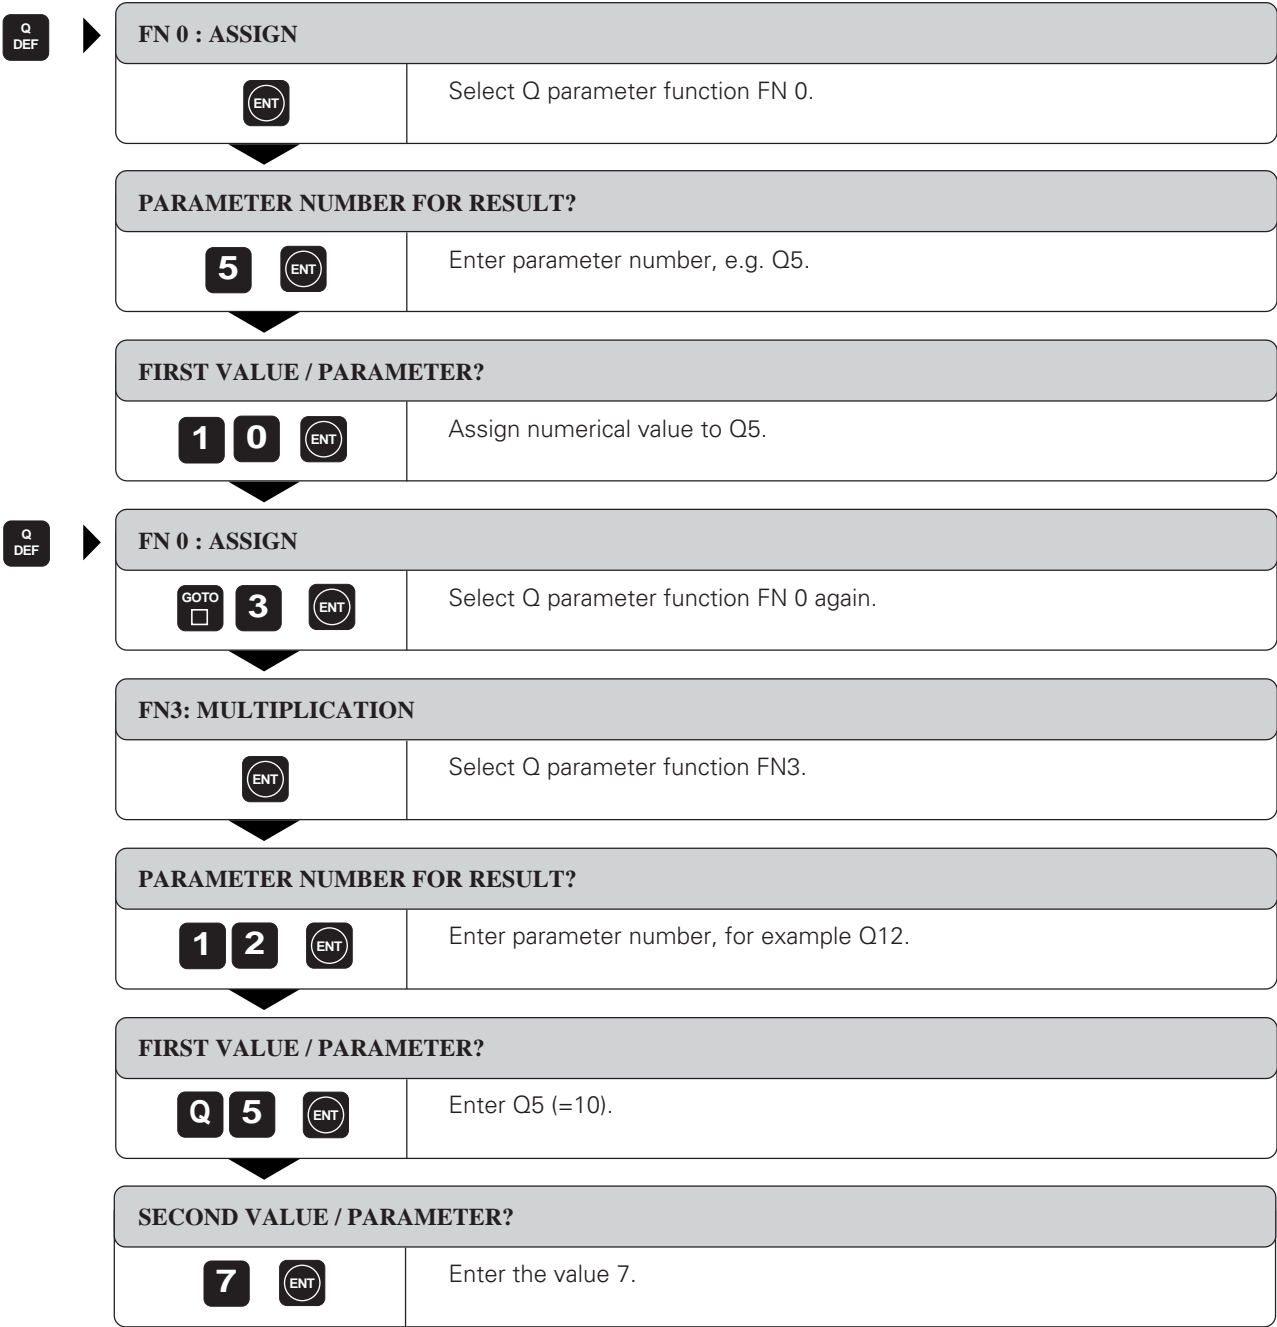 Q
DEF
FN 0 : ASSIGN
ENT
Select Q parameter function FN 0.
PARAMETER NUMBER FOR RESULT?
5 ENT
Enter parameter number, e.g. Q5.
FIRST VALUE / PARAMETER?
1 0 ENT
Assign numerical value to Q5.
Q
DEF
FN 0 : ASSIGN
GOTO 3 ENT
Select Q parameter function FN 0 again.
FN3: MULTIPLICATION
ENT
Select Q parameter function FN3.
PARAMETER NUMBER FOR RESULT?
1 2 ENT
Enter parameter number, for example Q12.
FIRST VALUE / PARAMETER?
Q 5 ENT
Enter Q5 (=10).
SECOND VALUE / PARAMETER?
7 ENT
Enter the value 7.